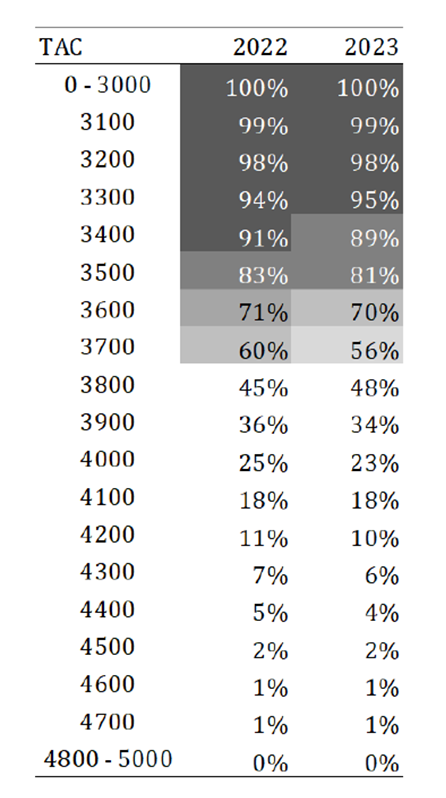 TAC 2022 2023
0 - 3000 100% 100%
3100 99% 99%
3200 98% 98%
3300 94% 95%
3400 91% 89%
3500 83% 81%
3600 71% 70%
3700 60% 56%
3800 45% 48%
3900 36% 34%
4000 25% 23%
4100 18% 18%
4200 11% 10%
4300 7% 6%
4400 5% 4%
4500 2% 2%
4600 1% 1%
4700 1% 1%
4800 - 5000 0% 0%